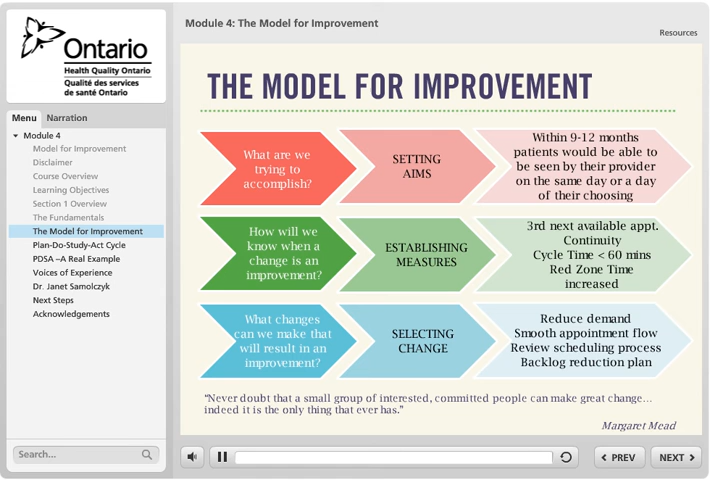 Ontario
Health Quality Ontario
Qualité des services
de santé Ontario
Module 4: The Model for Improvement
Resources
Menu
Narration
Module 4
Model for Improvement
Disclaimer
Course Overview
Learning Objectives
Section 1 Overview
The Fundamentals
The Model for Improvement
Plan-Do-Study-Act Cycle
PDSA –A Real Example
Voices of Experience
Dr. Janet Samolczyk
Next Steps
Acknowledgements
Search...
THE MODEL FOR IMPROVEMENT
What are we
trying to
accomplish?
SETTING
AIMS
Within 9-12 months
patients would be able to
be seen by their provider
on the same day or a day
of their choosing
How will we
know when a
change is an
improvement?
ESTABLISHING
MEASURES
3rd next available appt.
Continuity
Cycle Time < 60 mins
Red Zone Time
increased
What changes
can we make that
will result in an
improvement?
SELECTING
CHANGE
Reduce demand
Smooth appointment flow
Review scheduling process
Backlog reduction plan
“Never doubt that a small group of interested, committed people can make great change…
indeed it is the only thing that ever has.”
Margaret Mead
PREV
NEXT